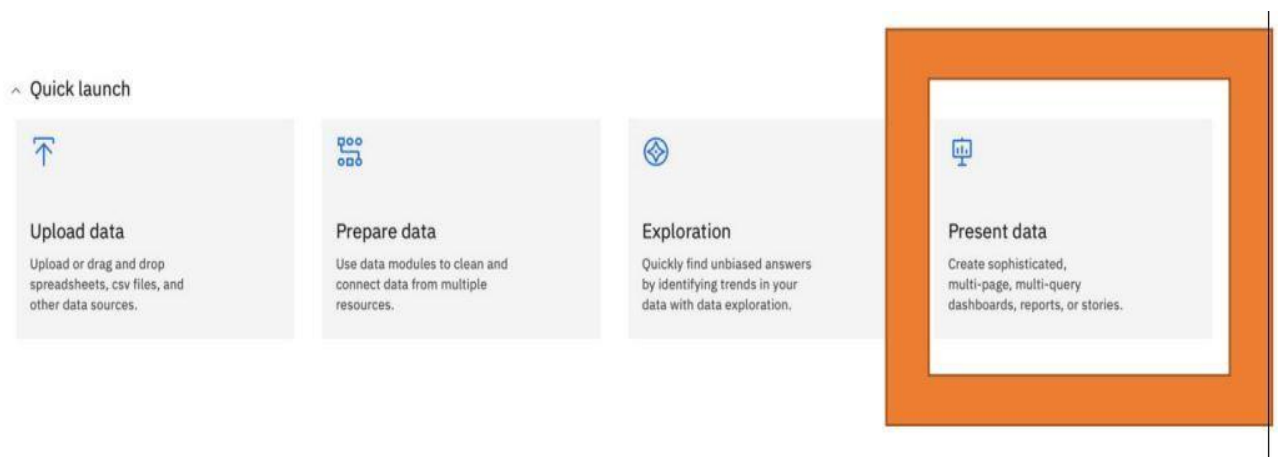 Quick launch
Upload data
Upload or drag and drop
spreadsheets, csv files, and
other data sources.
Prepare data
Use data modules to clean and
connect data from multiple
resources.
Exploration
Quickly find unbiased answers
by identifying trends in your
data with data exploration.
Present data
Create sophisticated,
multi-page, multi-query
dashboards, reports, or stories.